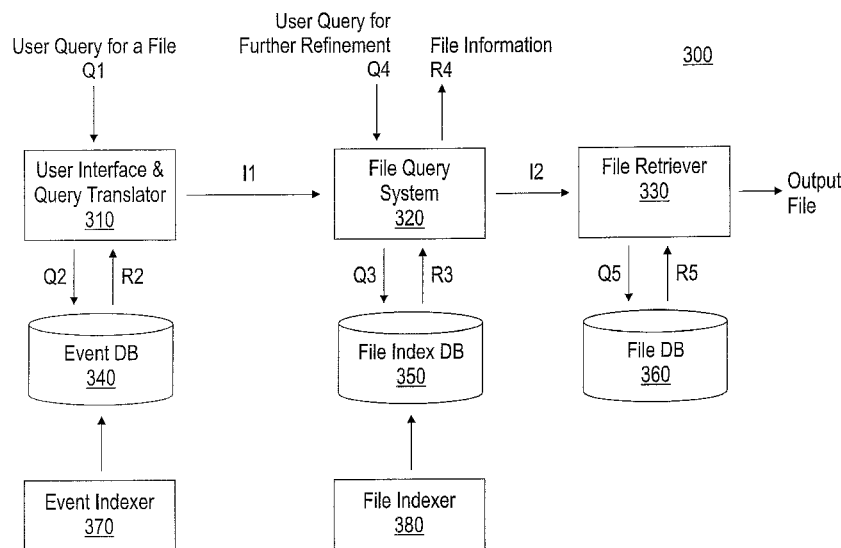 User Query for a File
Q1
User Query for
Further Refinement
Q4
File Information
R4
300
User Interface &
Query Translator
310
I1
File Query
System
320
I2
File Retriever
330
Output
File
Q2
R2
Q3
R3
Q5
R5
Event DB
340
File Index DB
350
File DB
360
Event Indexer
370
File Indexer
380